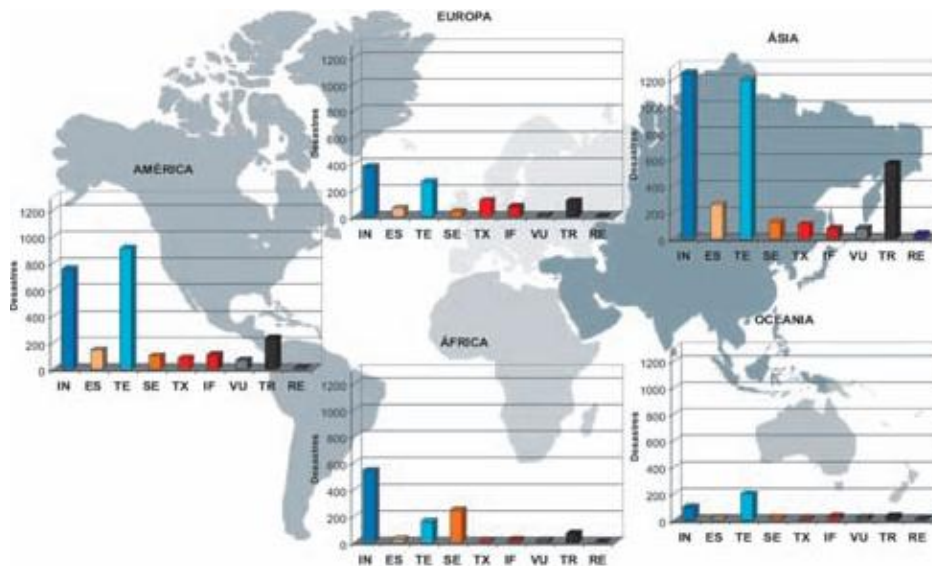 EUROPA
1200
1000
800
600
400
200
0
Desastres
IN ES TE SE TX IF VU TR RE
ÁSIA
1200
1000
800
600
400
200
0
Desastres
IN ES TE SE TX IF VU TR RE
AMÉRICA
1200
1000
800
600
400
200
0
Desastres
IN ES TE SE TX IF VU TR RE
ÁFRICA
1200
1000
800
600
400
200
0
Desastres
IN ES TE SE TX IF VU TR RE
OCEANIA
1200
1000
800
600
400
200
0
Desastres
IN ES TE SE TX IF VU TR RE